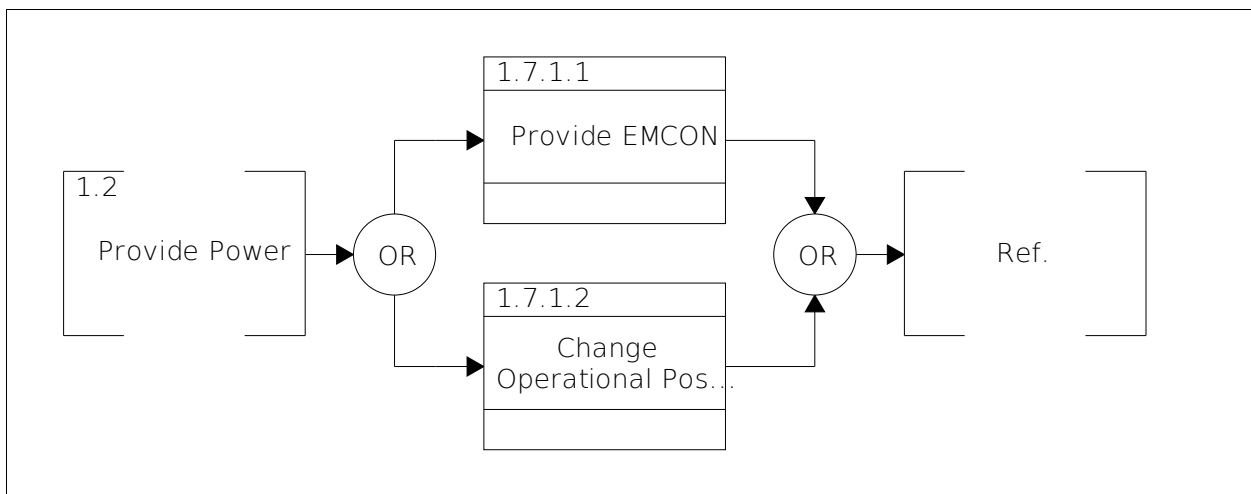 1.2
Provide Power
OR
1.7.1.1
Provide EMCON
1.7.1.2
Change
Operational Pos...
OR
Ref.